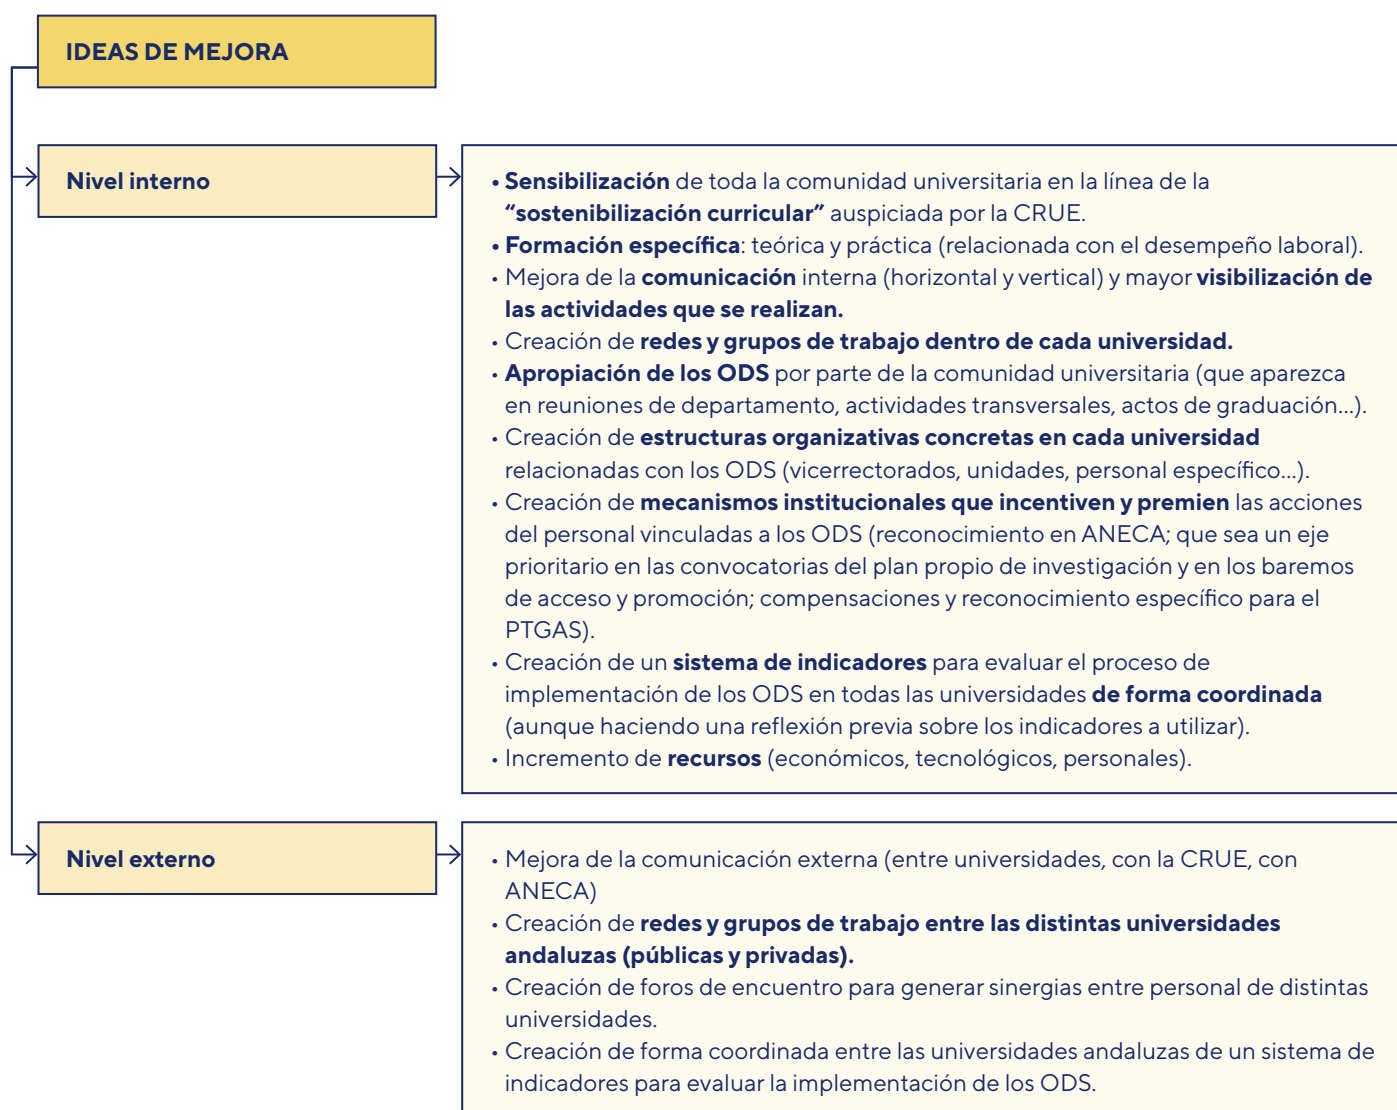 IDEAS DE MEJORA
Nivel interno
• Sensibilización de toda la comunidad universitaria en la línea de la
“sostenibilización curricular” auspiciada por la CRUE.
• Formación específica: teórica y práctica (relacionada con el desempeño laboral).
• Mejora de la comunicación interna (horizontal y vertical) y mayor visibilización de
las actividades que se realizan.
• Creación de redes y grupos de trabajo dentro de cada universidad.
• Apropiación de los ODS por parte de la comunidad universitaria (que aparezca
en reuniones de departamento, actividades transversales, actos de graduación...).
• Creación de estructuras organizativas concretas en cada universidad
relacionadas con los ODS (vicerrectorados, unidades, personal específico...).
• Creación de mecanismos institucionales que incentiven y premien las acciones
del personal vinculadas a los ODS (reconocimiento en ANECA; que sea un eje
prioritario en las convocatorias del plan propio de investigación y en los baremos
de acceso y promoción; compensaciones y reconocimiento específico para el
PTGAS).
• Creación de un sistema de indicadores para evaluar el proceso de
implementación de los ODS en todas las universidades de forma coordinada
(aunque haciendo una reflexión previa sobre los indicadores a utilizar).
• Incremento de recursos (económicos, tecnológicos, personales).
Nivel externo
• Mejora de la comunicación externa (entre universidades, con la CRUE, con
ANECA)
• Creación de redes y grupos de trabajo entre las distintas universidades
andaluzas (públicas y privadas).
• Creación de foros de encuentro para generar sinergias entre personal de distintas
universidades.
• Creación de forma coordinada entre las universidades andaluzas de un sistema de
indicadores para evaluar la implementación de los ODS.